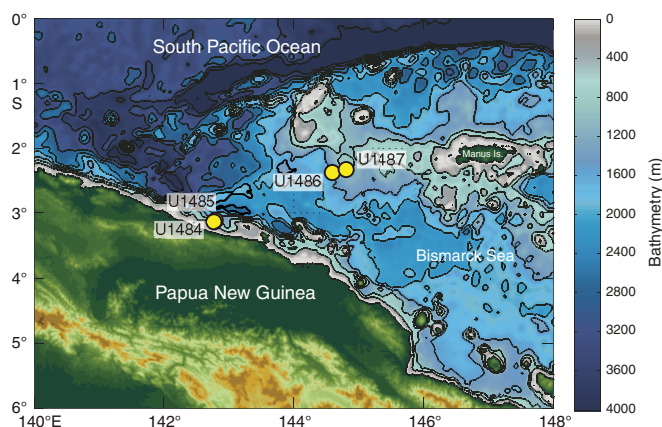 0°
South Pacific Ocean
1°
S
2°
Manus Is.
U1487
U1486
U1485
3°
U1484
4°
Bismarck Sea
Papua New Guinea
5°
6°
140°E
142°
144°
146°
148°
0
400
800
1200
1600
2000
2400
2800
3200
3600
4000
Bathymetry (m)